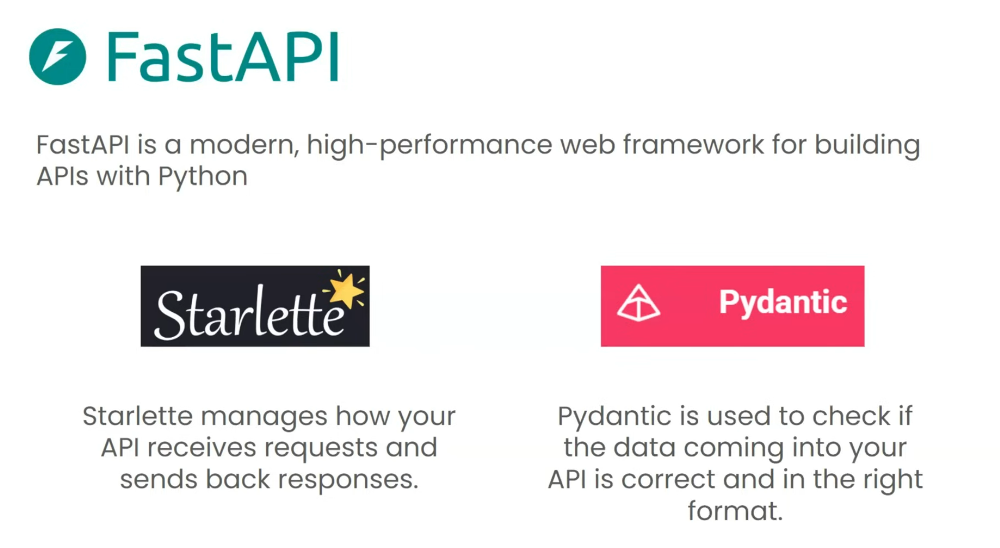 FastAPI
FastAPI is a modern, high-performance web framework for building
APIs with Python
Starlette
Pydantic
Starlette manages how your
API receives requests and
sends back responses.
Pydantic is used to check if
the data coming into your
API is correct and in the right
format.